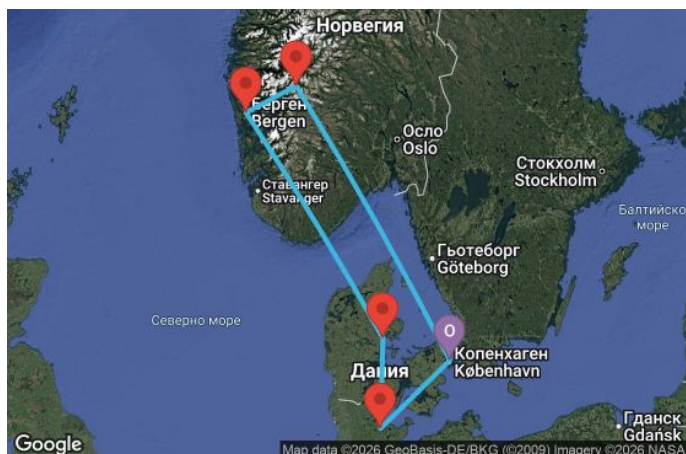 Норвегия
Берген
Bergen
Осло
Oslo
Стокхолм
Stockholm
Ставангер
Stavanger
Балтийско
море
Гьотеборг
Göteborg
Северно море
O
Копенхаген
København
Дания
Гданск
Gdańsk
Google
Map data ©2026 GeoBasis-DE/BKG (©2009) Imagery ©2026 NASA